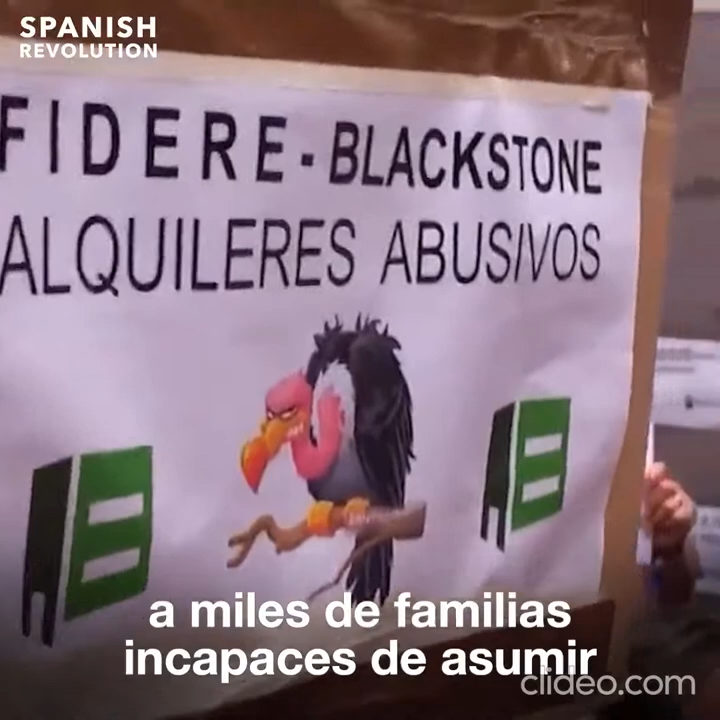 SPANISH
REVOLUTION
FIDERE-BLACKSTONE
ALQUILERES ABUSIVOS
a miles de familias
incapaces de asumir
clideo.com